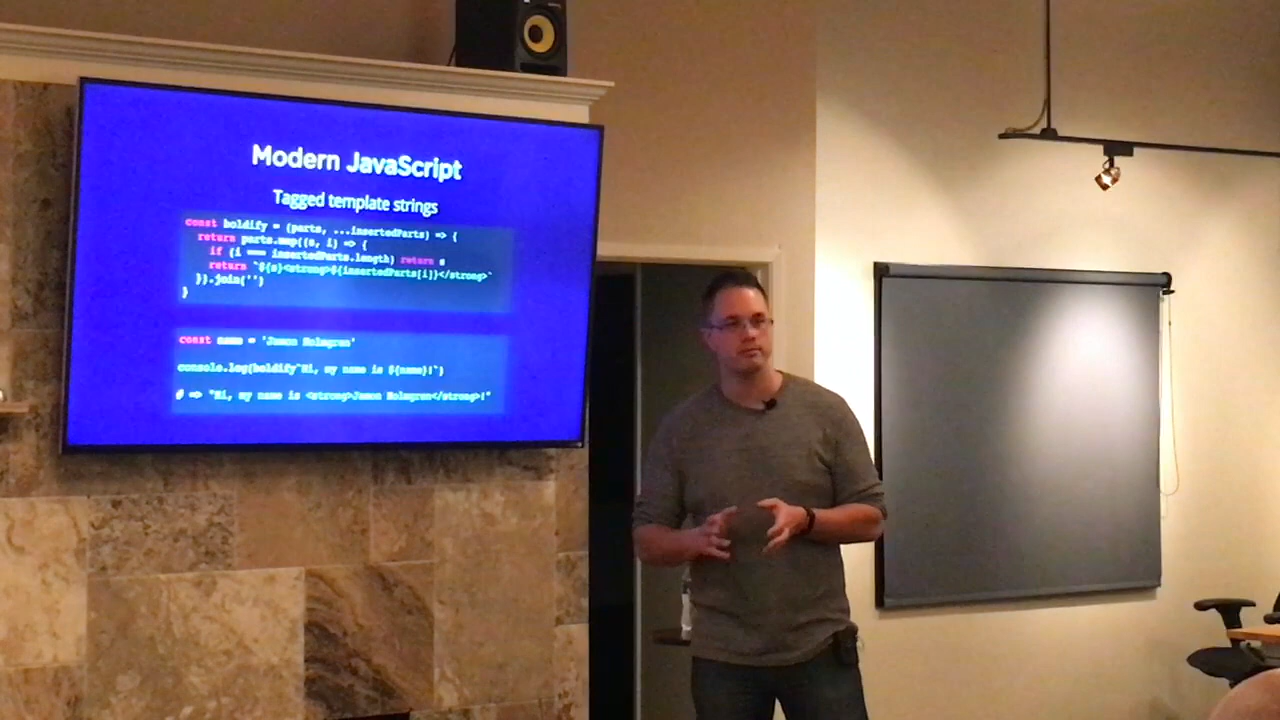 Modern JavaScript
Tagged template strings
const boldify = (parts, ...insertedParts) => {
return parts.map((s, i) => {
if (i === insertedParts.length) return s
return `${s}<strong>${insertedParts[i]}</strong>`
}).join('')
}
const name = 'Jamon Holmgren'
console.log(boldify`Hi, my name is ${name}!`)
# => "Hi, my name is <strong>Jamon Holmgren</strong>!"